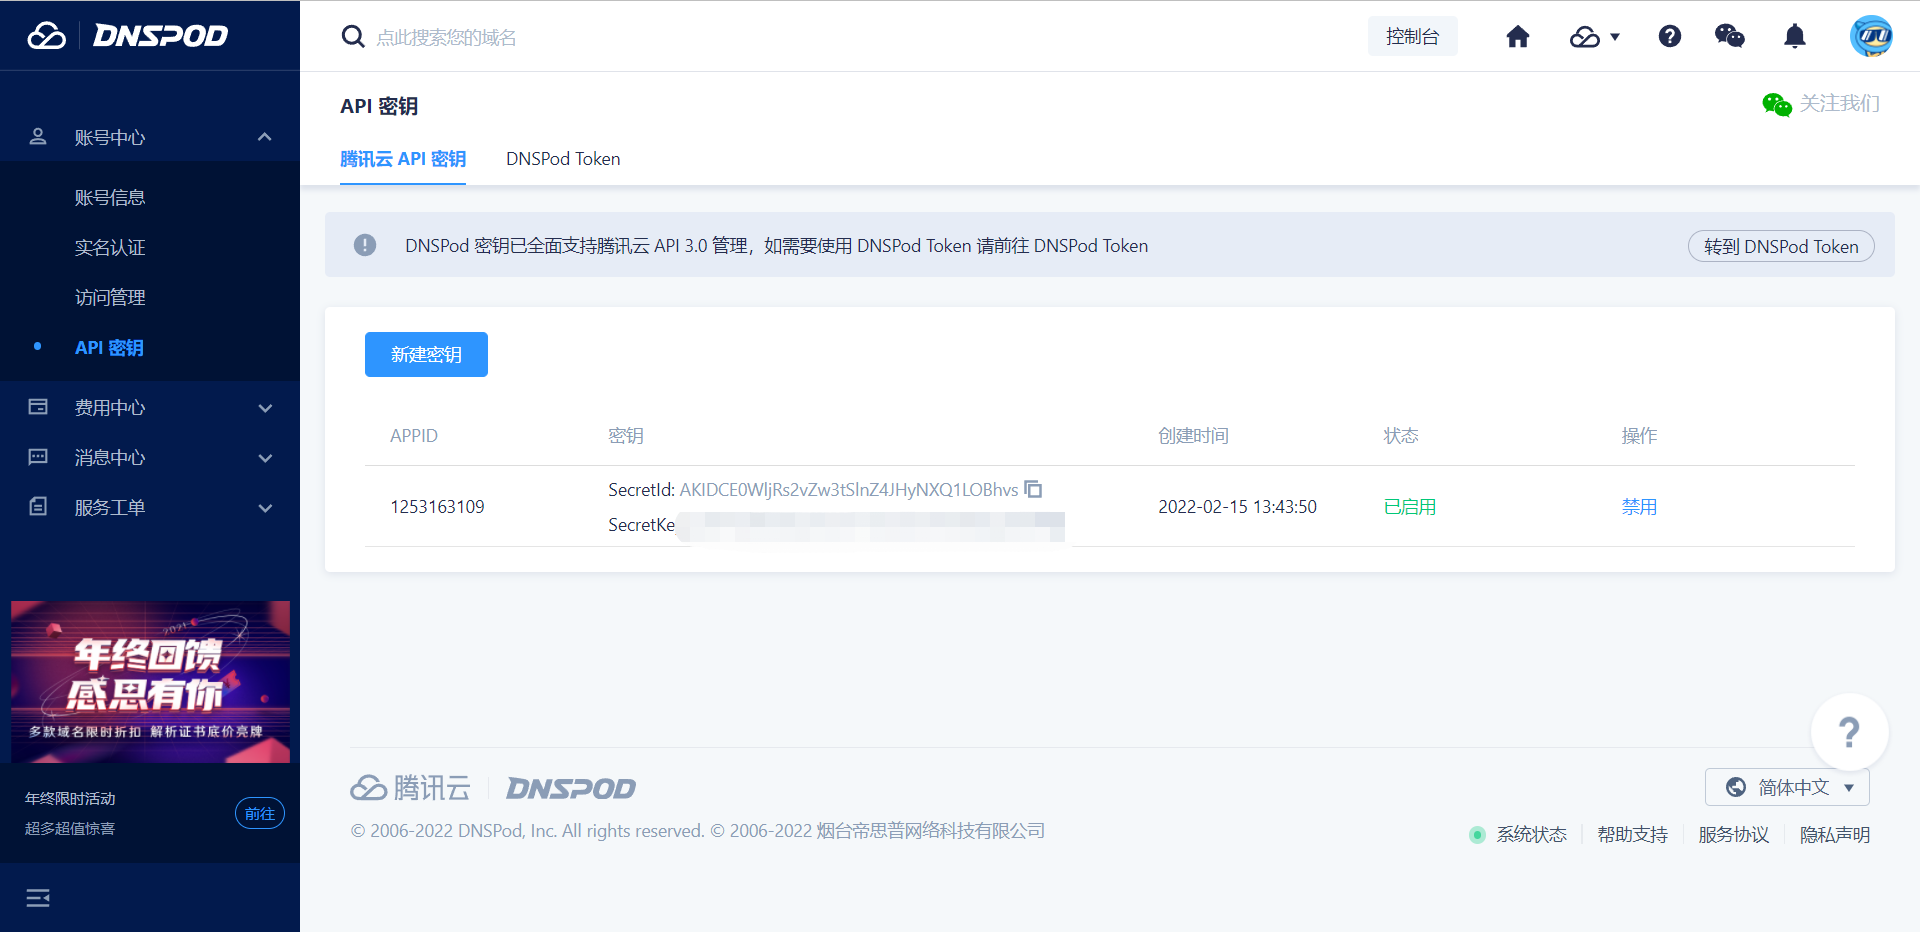 DNSPOD
点此搜索您的域名
控制台
API 密钥
关注我们
腾讯云 API 密钥
DNSPod Token
账号中心
账号信息
实名认证
访问管理
API 密钥
费用中心
消息中心
服务工单
2021
年终回馈
感恩有你
多款域名限时折扣 解析证书底价亮牌
年终限时活动
超多超值惊喜
前往
DNSPod 密钥已全面支持腾讯云 API 3.0 管理，如需要使用 DNSPod Token 请前往 DNSPod Token
转到 DNSPod Token
新建密钥
APPID
密钥
创建时间
状态
操作
1253163109
SecretId: AKIDCE0WljRs2vZw3tSlnZ4JHyNXQ1LOBhvs
SecretKe
2022-02-15 13:43:50
已启用
禁用
腾讯云
DNSPOD
© 2006-2022 DNSPod, Inc. All rights reserved. © 2006-2022 烟台帝思普网络科技有限公司
简体中文
系统状态
帮助支持
服务协议
隐私声明